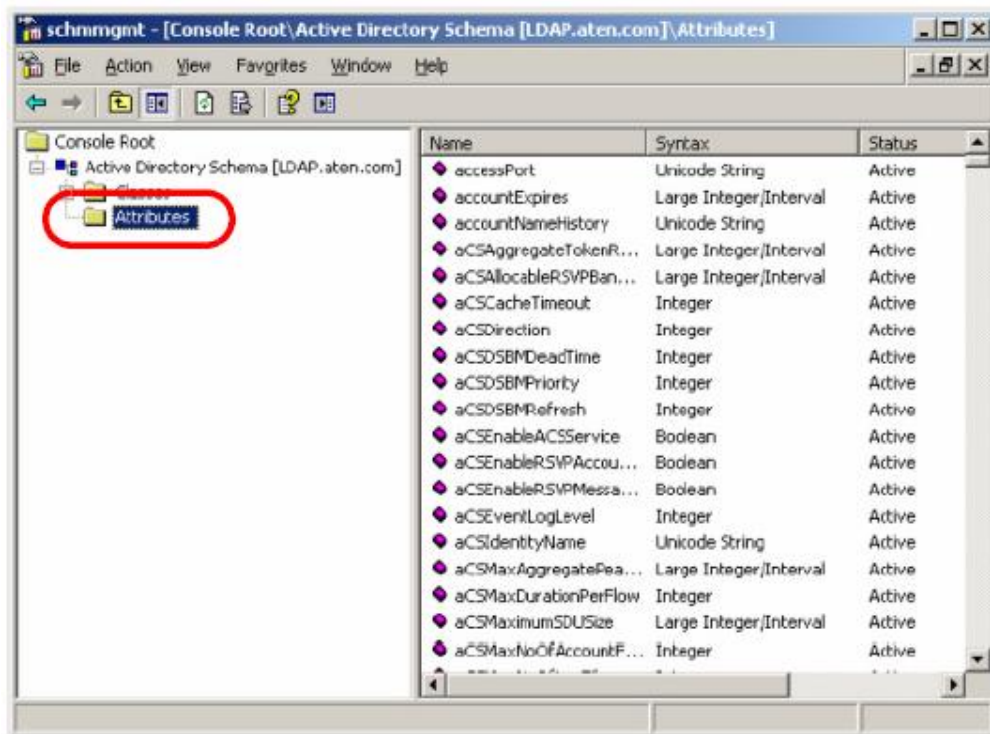 schmmgmt - [Console Root\Active Directory Schema [LDAP.aten.com]\Attributes]
File Action View Favorites Window Help
Console Root
Active Directory Schema [LDAP.aten.com]
Classes
Attributes
Name Syntax Status
accessPort Unicode String Active
accountExpires Large Integer/Interval Active
accountNameHistory Unicode String Active
aCSAggregateTokenR... Large Integer/Interval Active
aCSAllocableRSVPBan... Large Integer/Interval Active
aCSCacheTimeout Integer Active
aCSDirection Integer Active
aCSDSBMDeadTime Integer Active
aCSDSBMPriority Integer Active
aCSDSBMRefresh Integer Active
aCSEnableACSService Boolean Active
aCSEnableRSVPAccou... Boolean Active
aCSEnableRSVPMessa... Boolean Active
aCSEventLogLevel Integer Active
aCSIdentityName Unicode String Active
aCSMaxAggregatePea... Large Integer/Interval Active
aCSMaxDurationPerFlow Integer Active
aCSMaximumSDUSize Large Integer/Interval Active
aCSMaxNoOfAccountF... Integer Active